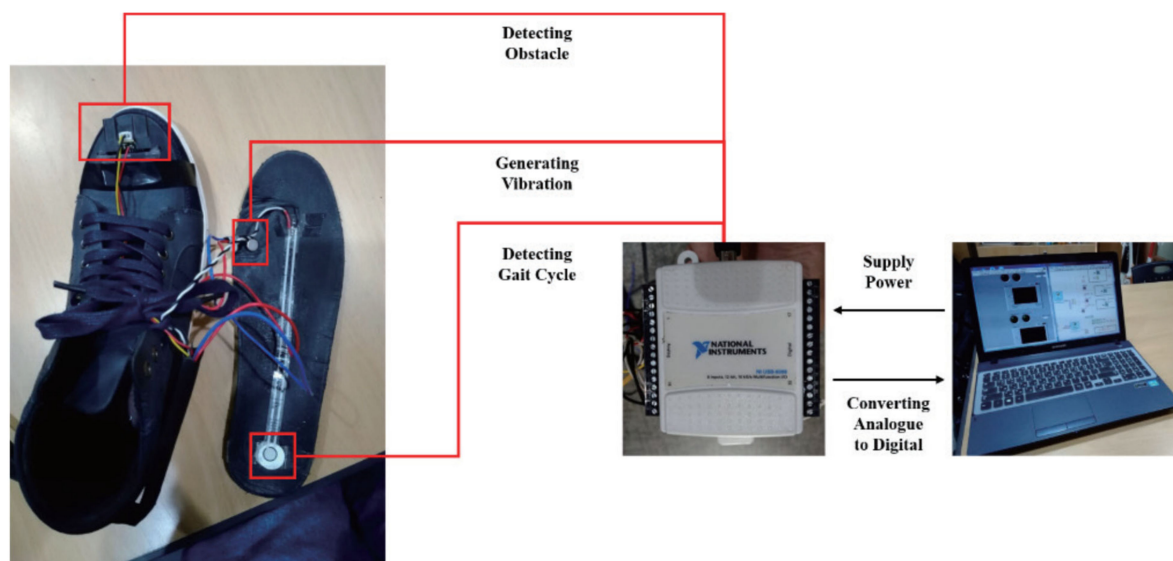 Detecting
Obstacle
Generating
Vibration
Detecting
Gait Cycle
NATIONAL
INSTRUMENTS
Supply
Power
Converting
Analogue
to Digital